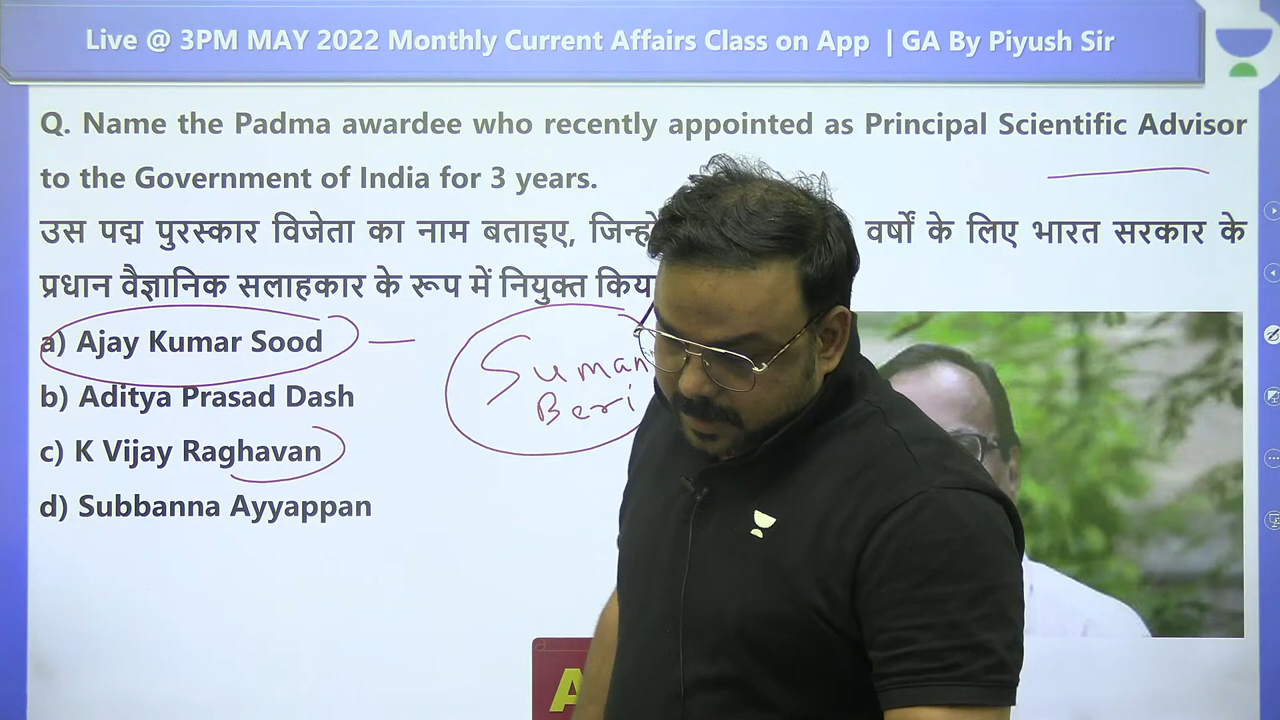 Live @ 3PM MAY 2022 Monthly Current Affairs Class on App | GA By Piyush Sir
Q. Name the Padma awardee who recently appointed as Principal Scientific Advisor
to the Government of India for 3 years.
उस पद्म पुरस्कार विजेता का नाम बताइए, वर्षों के लिए भारत सरकार के
प्रधान वैज्ञानिक सलाहकार के रूप में नियुक्त
a) Ajay Kumar Sood
b) Aditya Prasad Dash
c) K Vijay Raghavan
d) Subbanna Ayyappan
Suman
Beri